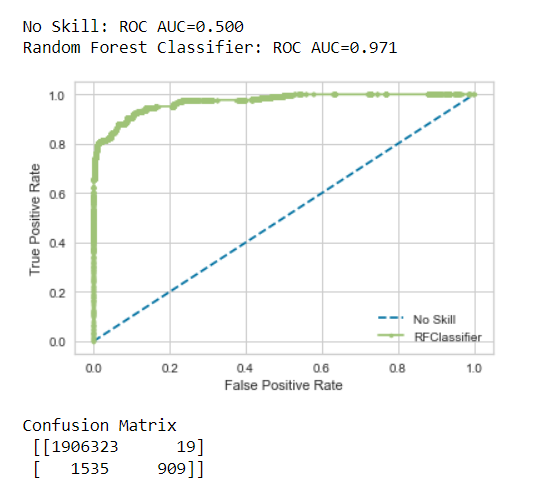 No Skill: ROC AUC=0.500
Random Forest Classifier: ROC AUC=0.971
1.0
0.8
0.6
0.4
0.2
0.0
True Positive Rate
No Skill
RFClassifier
0.0 0.2 0.4 0.6 0.8 1.0
False Positive Rate
Confusion Matrix
[[1906323 19]
[ 1535 909]]